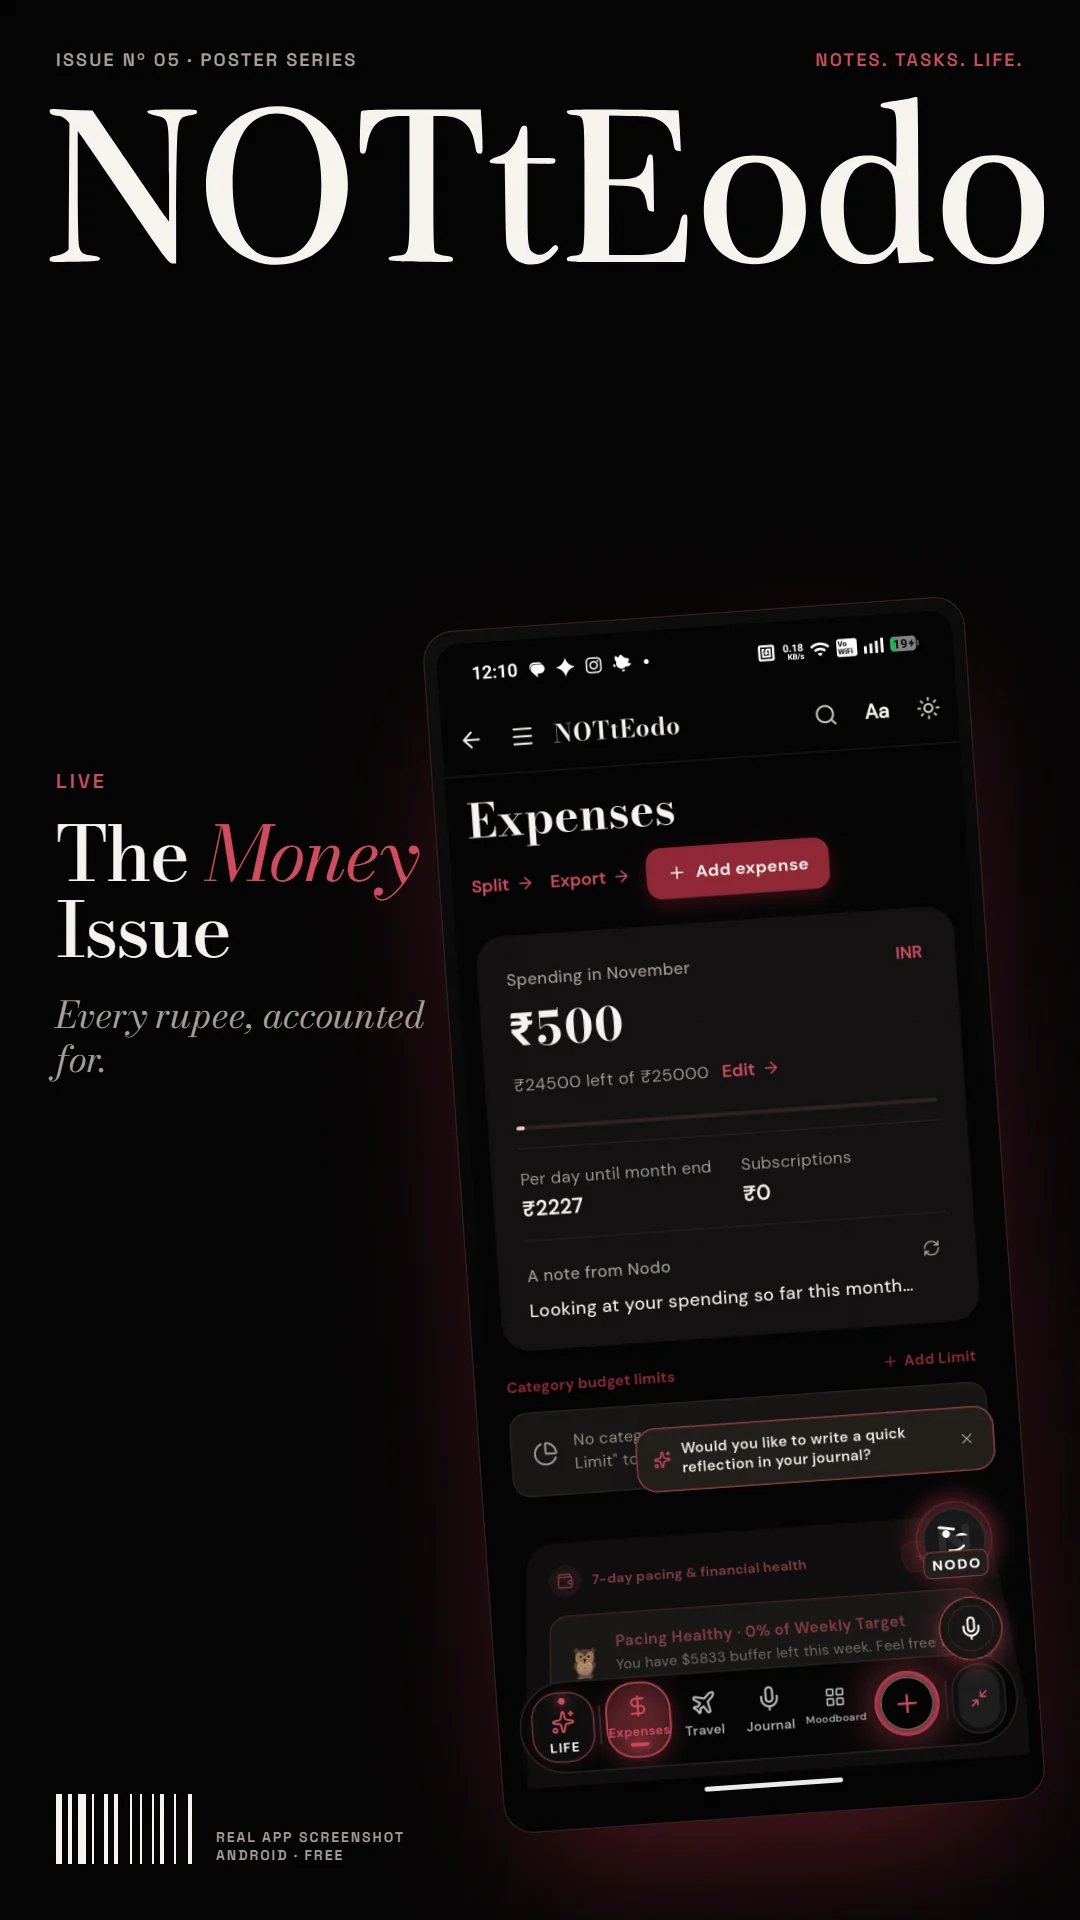 ISSUE Nº 05 · POSTER SERIES
NOTES. TASKS. LIFE.
NOTtEodo
LIVE
The Money
Issue
Every rupee, accounted
for.
12:10
0.18
KB/s
Vo
WiFi
19
NOTtEodo
Aa
Expenses
Split →
Export →
+ Add expense
Spending in November
INR
₹500
₹24500 left of ₹25000 Edit →
Per day until month end
Subscriptions
₹2227
₹0
A note from Nodo
Looking at your spending so far this month...
Category budget limits
+ Add Limit
No categ
Limit" to
Would you like to write a quick
reflection in your journal?
NODO
7-day pacing & financial health
Pacing Healthy · 0% of Weekly Target
You have $5833 buffer left this week. Feel free
LIFE
Expenses
Travel
Journal
Moodboard
REAL APP SCREENSHOT
ANDROID · FREE